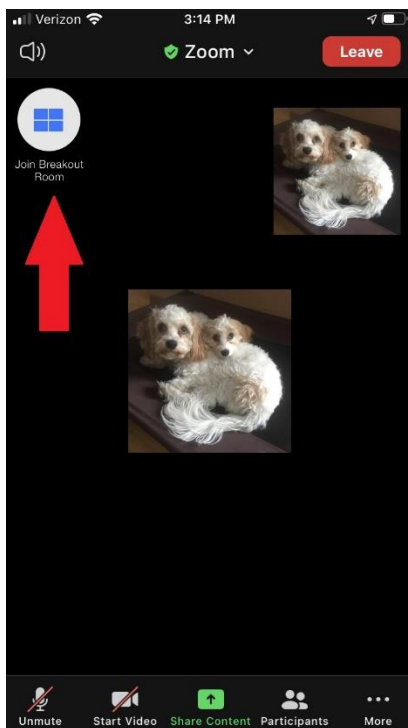 Verizon 3:14 PM
Zoom Leave
Join Breakout
Room
Unmute Start Video Share Content Participants More